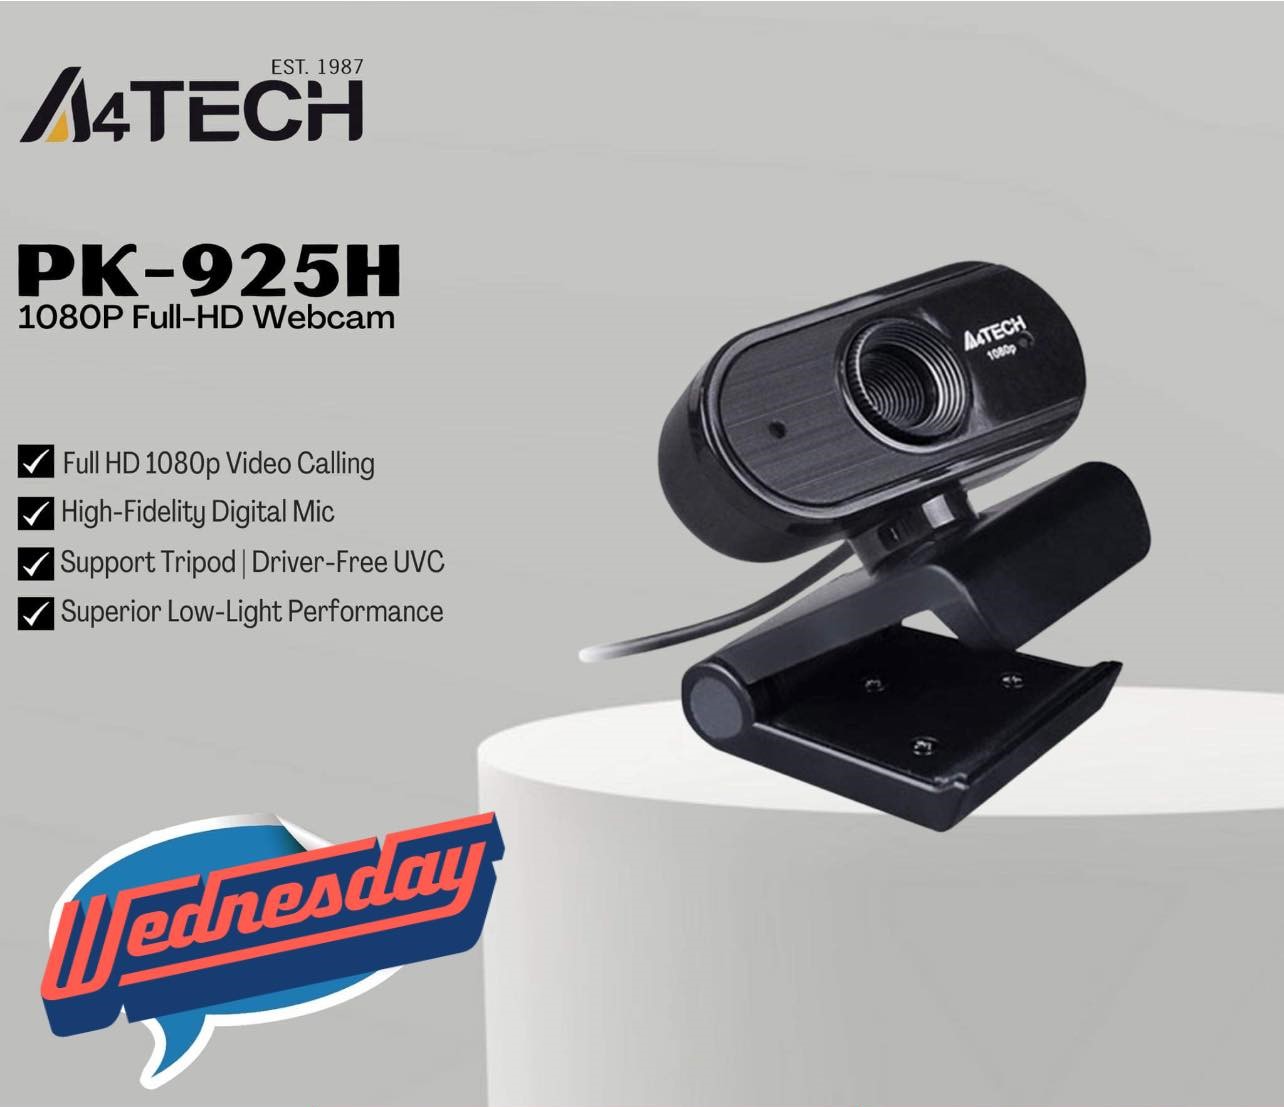 EST. 1987
A4TECH
PK-925H
1080P Full-HD Webcam
A4TECH
1080p
Full HD 1080p Video Calling
High-Fidelity Digital Mic
Support Tripod | Driver-Free UVC
Superior Low-Light Performance
Wednesday